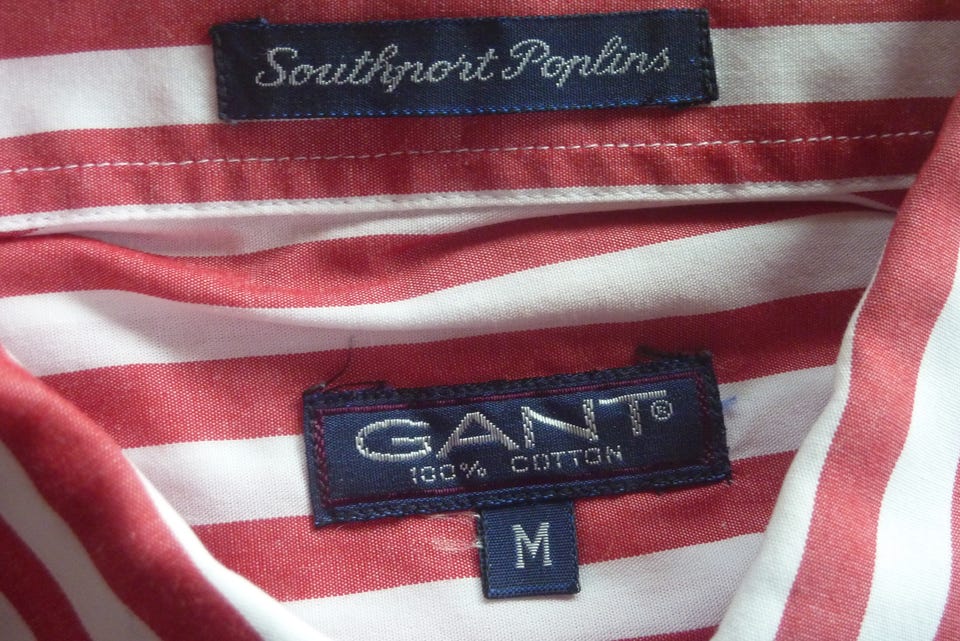 Southport Poplins
GANT®
100% COTTON
M